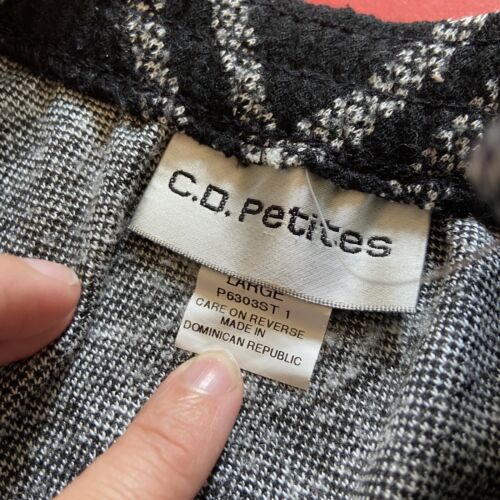 C.D. Petites
LARGE
P6303ST 1
CARE ON REVERSE
MADE IN
DOMINICAN REPUBLIC